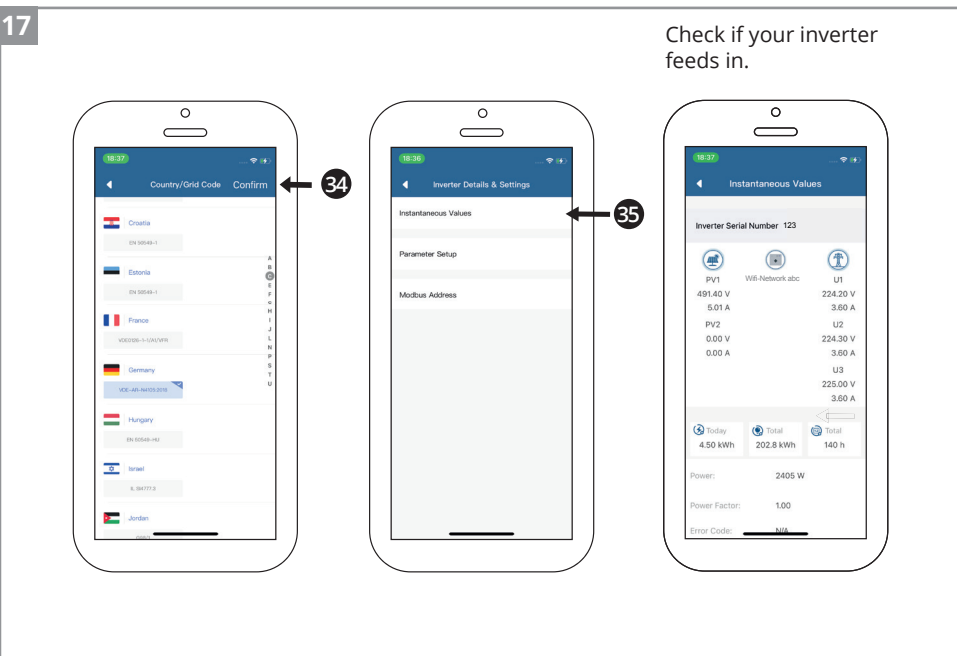 17
Check if your inverter
feeds in.
18:37
Country/Grid Code Confirm
34
Croatia
EN 50549-1
Estonia
EN 50549-1
France
Germany
VDE-AR-N4105:2018
Hungary
EN 50549-HU
Israel
Jordan
A
B
C
E
F
G
H
I
J
L
N
P
S
T
U
18:36
Inverter Details & Settings
Instantaneous Values
35
Parameter Setup
Modbus Address
18:37
Instantaneous Values
Inverter Serial Number 123
PV1 Wifi-Network abc U1
491.40 V 224.20 V
5.01 A 3.60 A
PV2 U2
0.00 V 224.30 V
0.00 A 3.60 A
U3
225.00 V
3.60 A
Today Total Total
4.50 kWh 202.8 kWh 140 h
Power: 2405 W
Power Factor: 1.00
Error Code: N/A